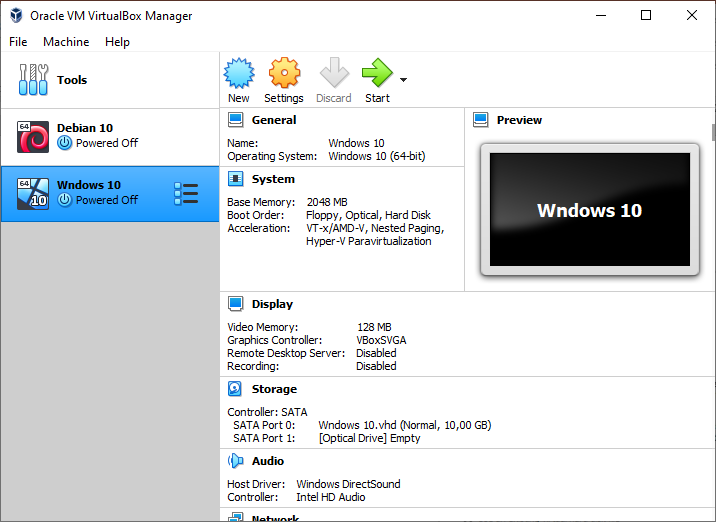 Oracle VM VirtualBox Manager
File Machine Help
Tools
New
Settings
Discard
Start
64
Debian 10
Powered Off
64
10
Wndows 10
Powered Off
General
Name: Wndows 10
Operating System: Windows 10 (64-bit)
System
Base Memory: 2048 MB
Boot Order: Floppy, Optical, Hard Disk
Acceleration: VT-x/AMD-V, Nested Paging,
Hyper-V Paravirtualization
Preview
Wndows 10
Display
Video Memory: 128 MB
Graphics Controller: VBoxSVGA
Remote Desktop Server: Disabled
Recording: Disabled
Storage
Controller: SATA
SATA Port 0: Wndows 10.vhd (Normal, 10,00 GB)
SATA Port 1: [Optical Drive] Empty
Audio
Host Driver: Windows DirectSound
Controller: Intel HD Audio
Network